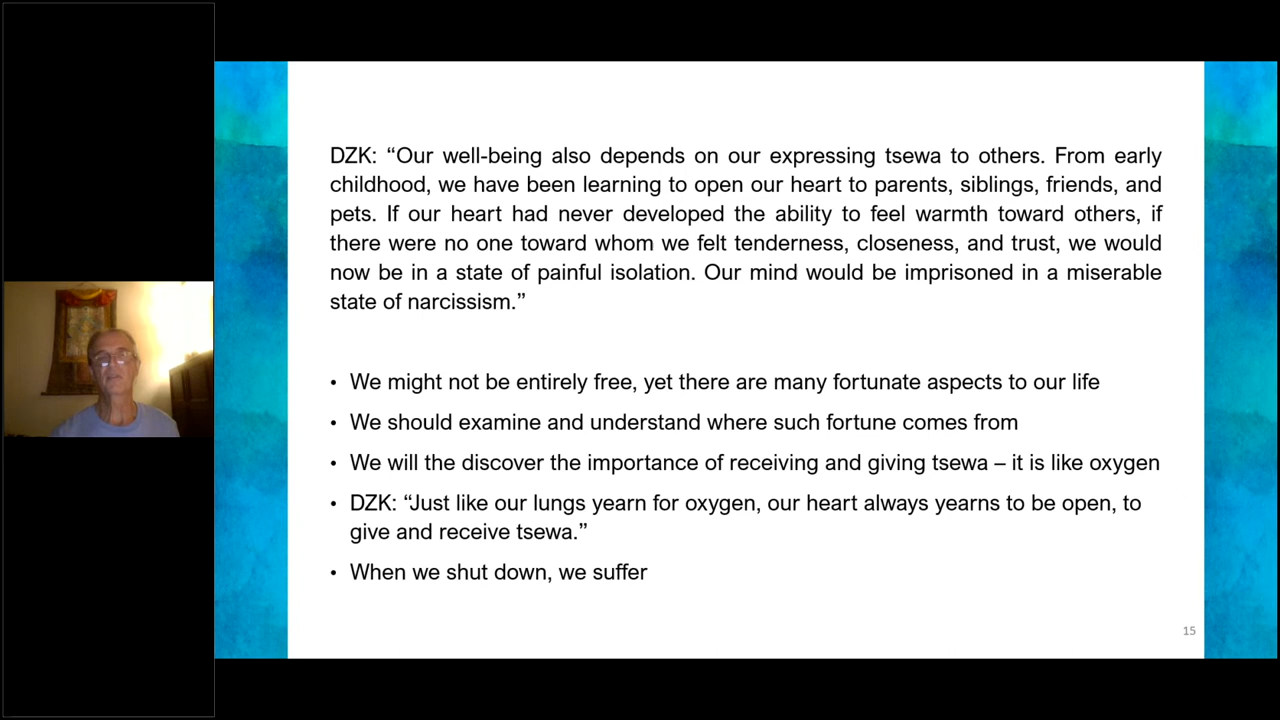 DZK: “Our well-being also depends on our expressing tsewa to others. From early
childhood, we have been learning to open our heart to parents, siblings, friends, and
pets. If our heart had never developed the ability to feel warmth toward others, if
there were no one toward whom we felt tenderness, closeness, and trust, we would
now be in a state of painful isolation. Our mind would be imprisoned in a miserable
state of narcissism.”
• We might not be entirely free, yet there are many fortunate aspects to our life
• We should examine and understand where such fortune comes from
• We will the discover the importance of receiving and giving tsewa – it is like oxygen
• DZK: “Just like our lungs yearn for oxygen, our heart always yearns to be open, to
give and receive tsewa.”
• When we shut down, we suffer
15